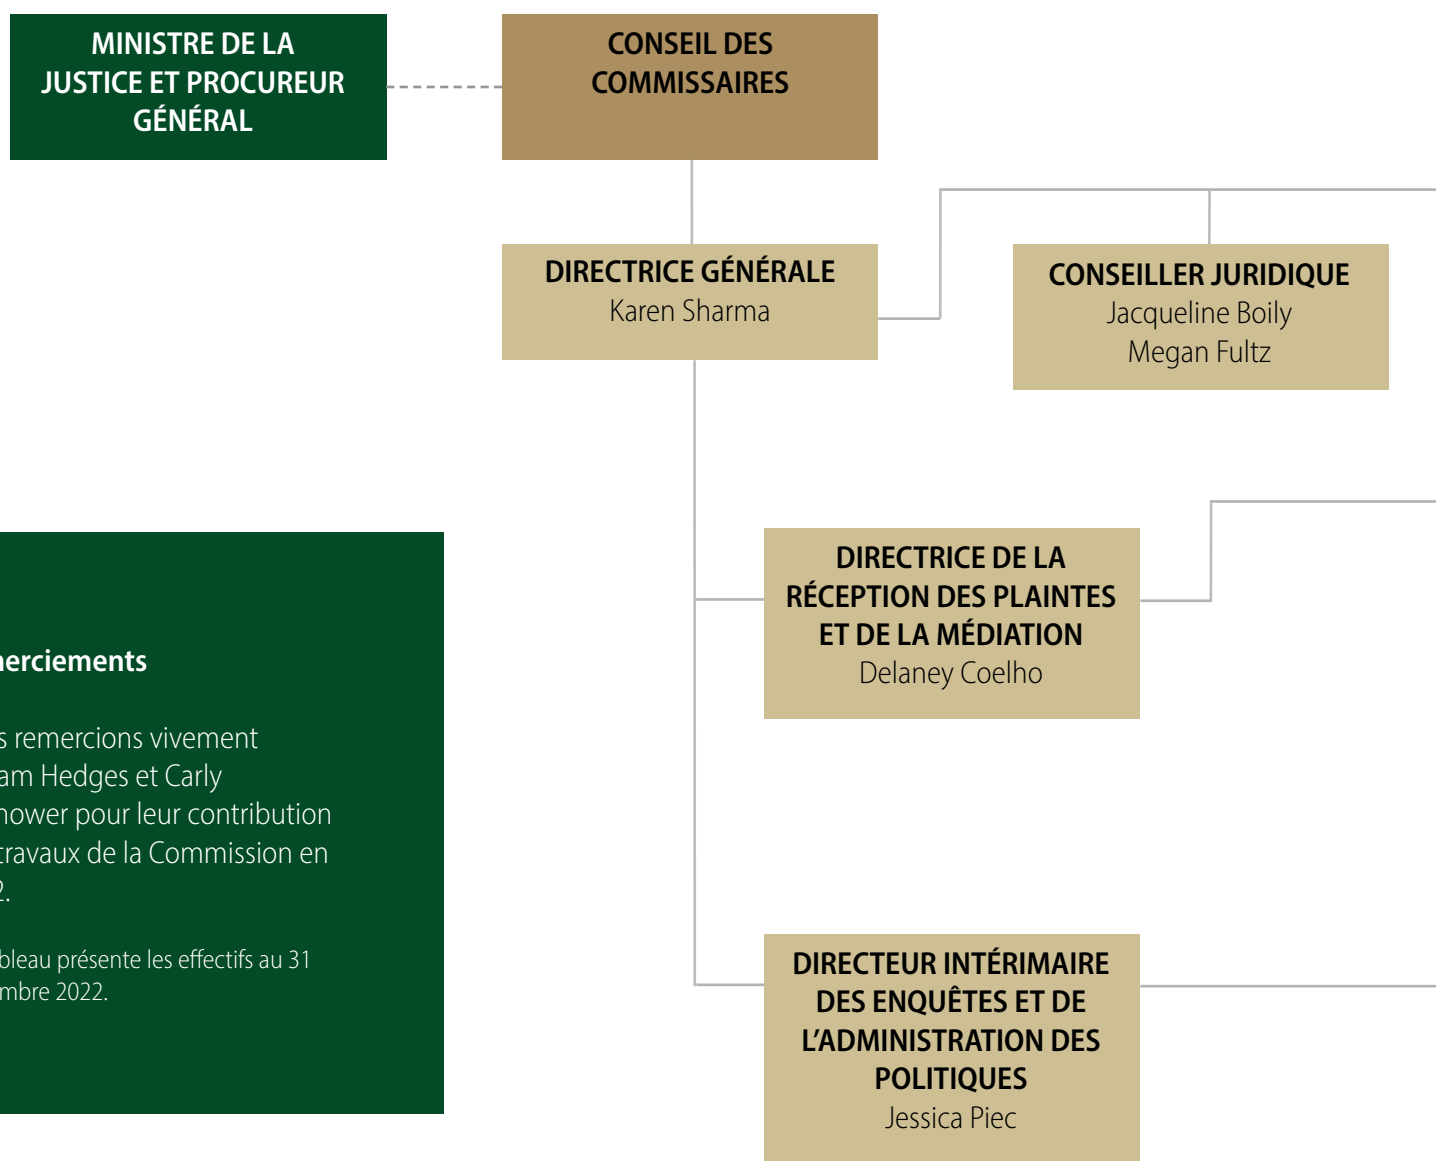 MINISTRE DE LA
JUSTICE ET PROCUREUR
GÉNÉRAL
CONSEIL DES
COMMISSAIRES
DIRECTRICE GÉNÉRALE
Karen Sharma
CONSEILLER JURIDIQUE
Jacqueline Boily
Megan Fultz
DIRECTRICE DE LA
RÉCEPTION DES PLAINTES
ET DE LA MÉDIATION
Delaney Coelho
DIRECTEUR INTÉRIMAIRE
DES ENQUÊTES ET DE
L’ADMINISTRATION DES
POLITIQUES
Jessica Piec
remercions vivement
Hedges et Carly
pour leur contribution
travaux de la Commission en
présente les effectifs au 31
2022.